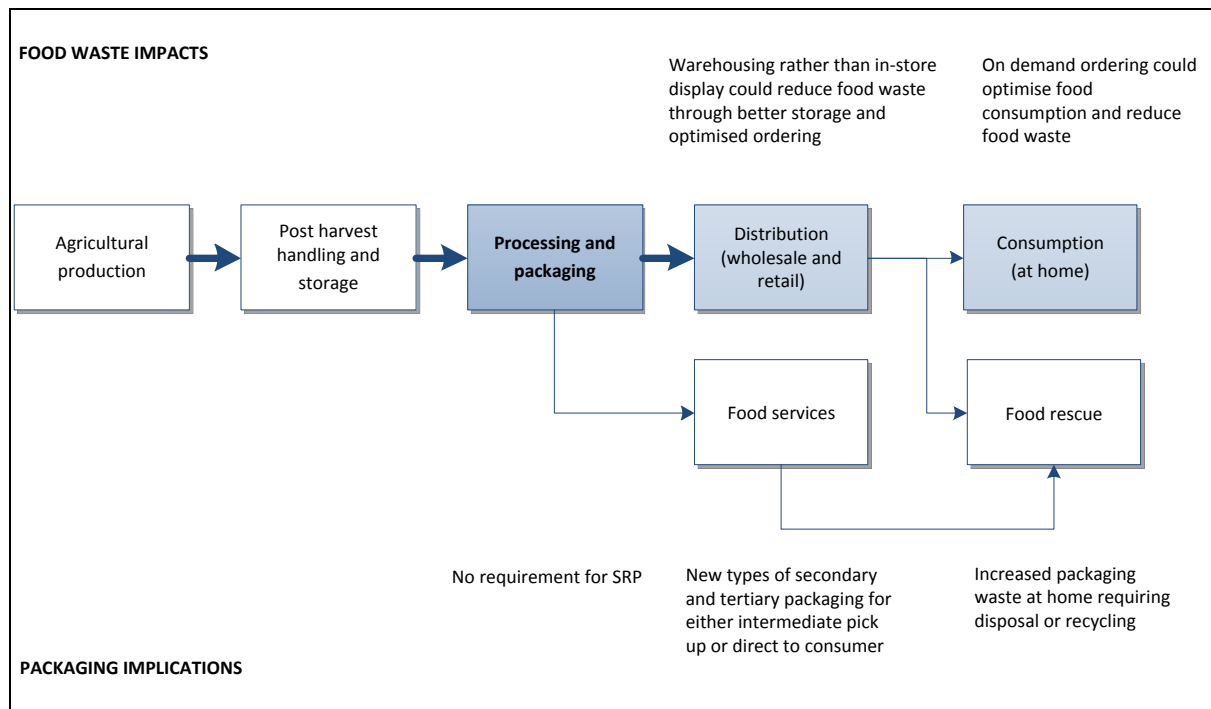 FOOD WASTE IMPACTS
Warehousing rather than in-store
display could reduce food waste
through better storage and
optimised ordering
On demand ordering could
optimise food
consumption and reduce
food waste
Agricultural
production
Post harvest
handling and
storage
Processing and
packaging
Distribution
(wholesale and
retail)
Consumption
(at home)
Food services
Food rescue
No requirement for SRP
New types of secondary
and tertiary packaging for
either intermediate pick
up or direct to consumer
Increased packaging
waste at home requiring
disposal or recycling
PACKAGING IMPLICATIONS